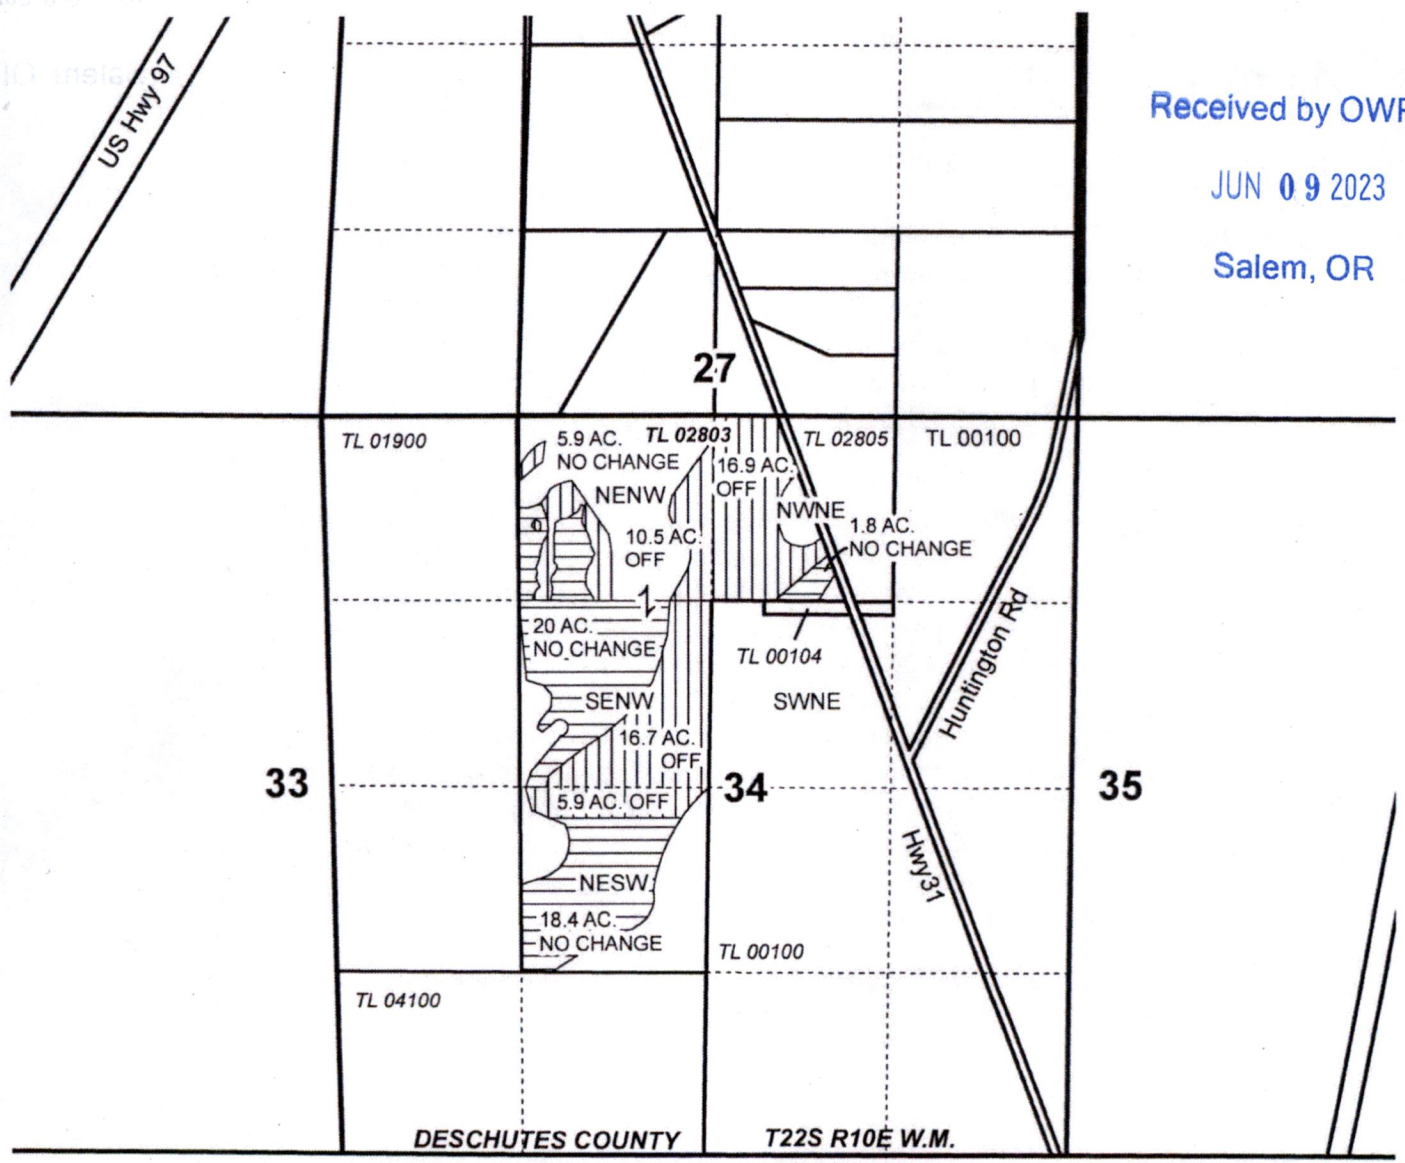 US Hwy 97
Received by OWR
JUN 09 2023
Salem, OR
27
TL 01900
5.9 AC.
NO CHANGE
TL 02803
TL 02805
TL 00100
16.9 AC.
OFF
NENW
NWNE
10.5 AC.
OFF
1.8 AC.
NO CHANGE
20 AC.
NO CHANGE
TL 00104
Huntington Rd
SENW
SWNE
16.7 AC.
OFF
33
5.9 AC. OFF
34
35
Hwy31
NESW
18.4 AC.
NO CHANGE
TL 00100
TL 04100
DESCHUTES COUNTY
T22S R10E W.M.